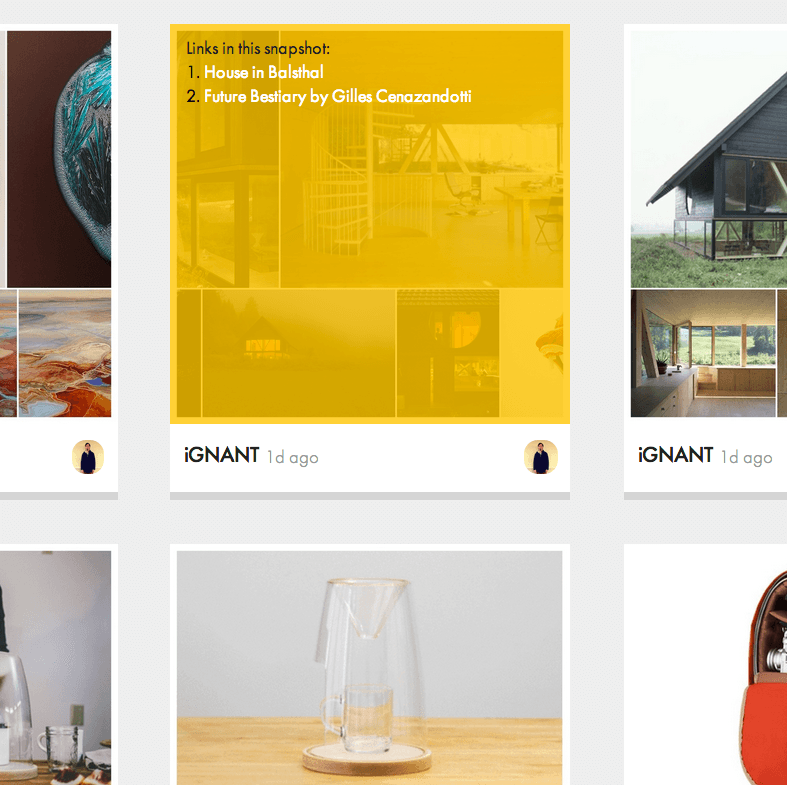 Links in this snapshot:
1. House in Balsthal
2. Future Bestiary by Gilles Cenazandotti
iGNANT 1d ago
iGNANT 1d ago